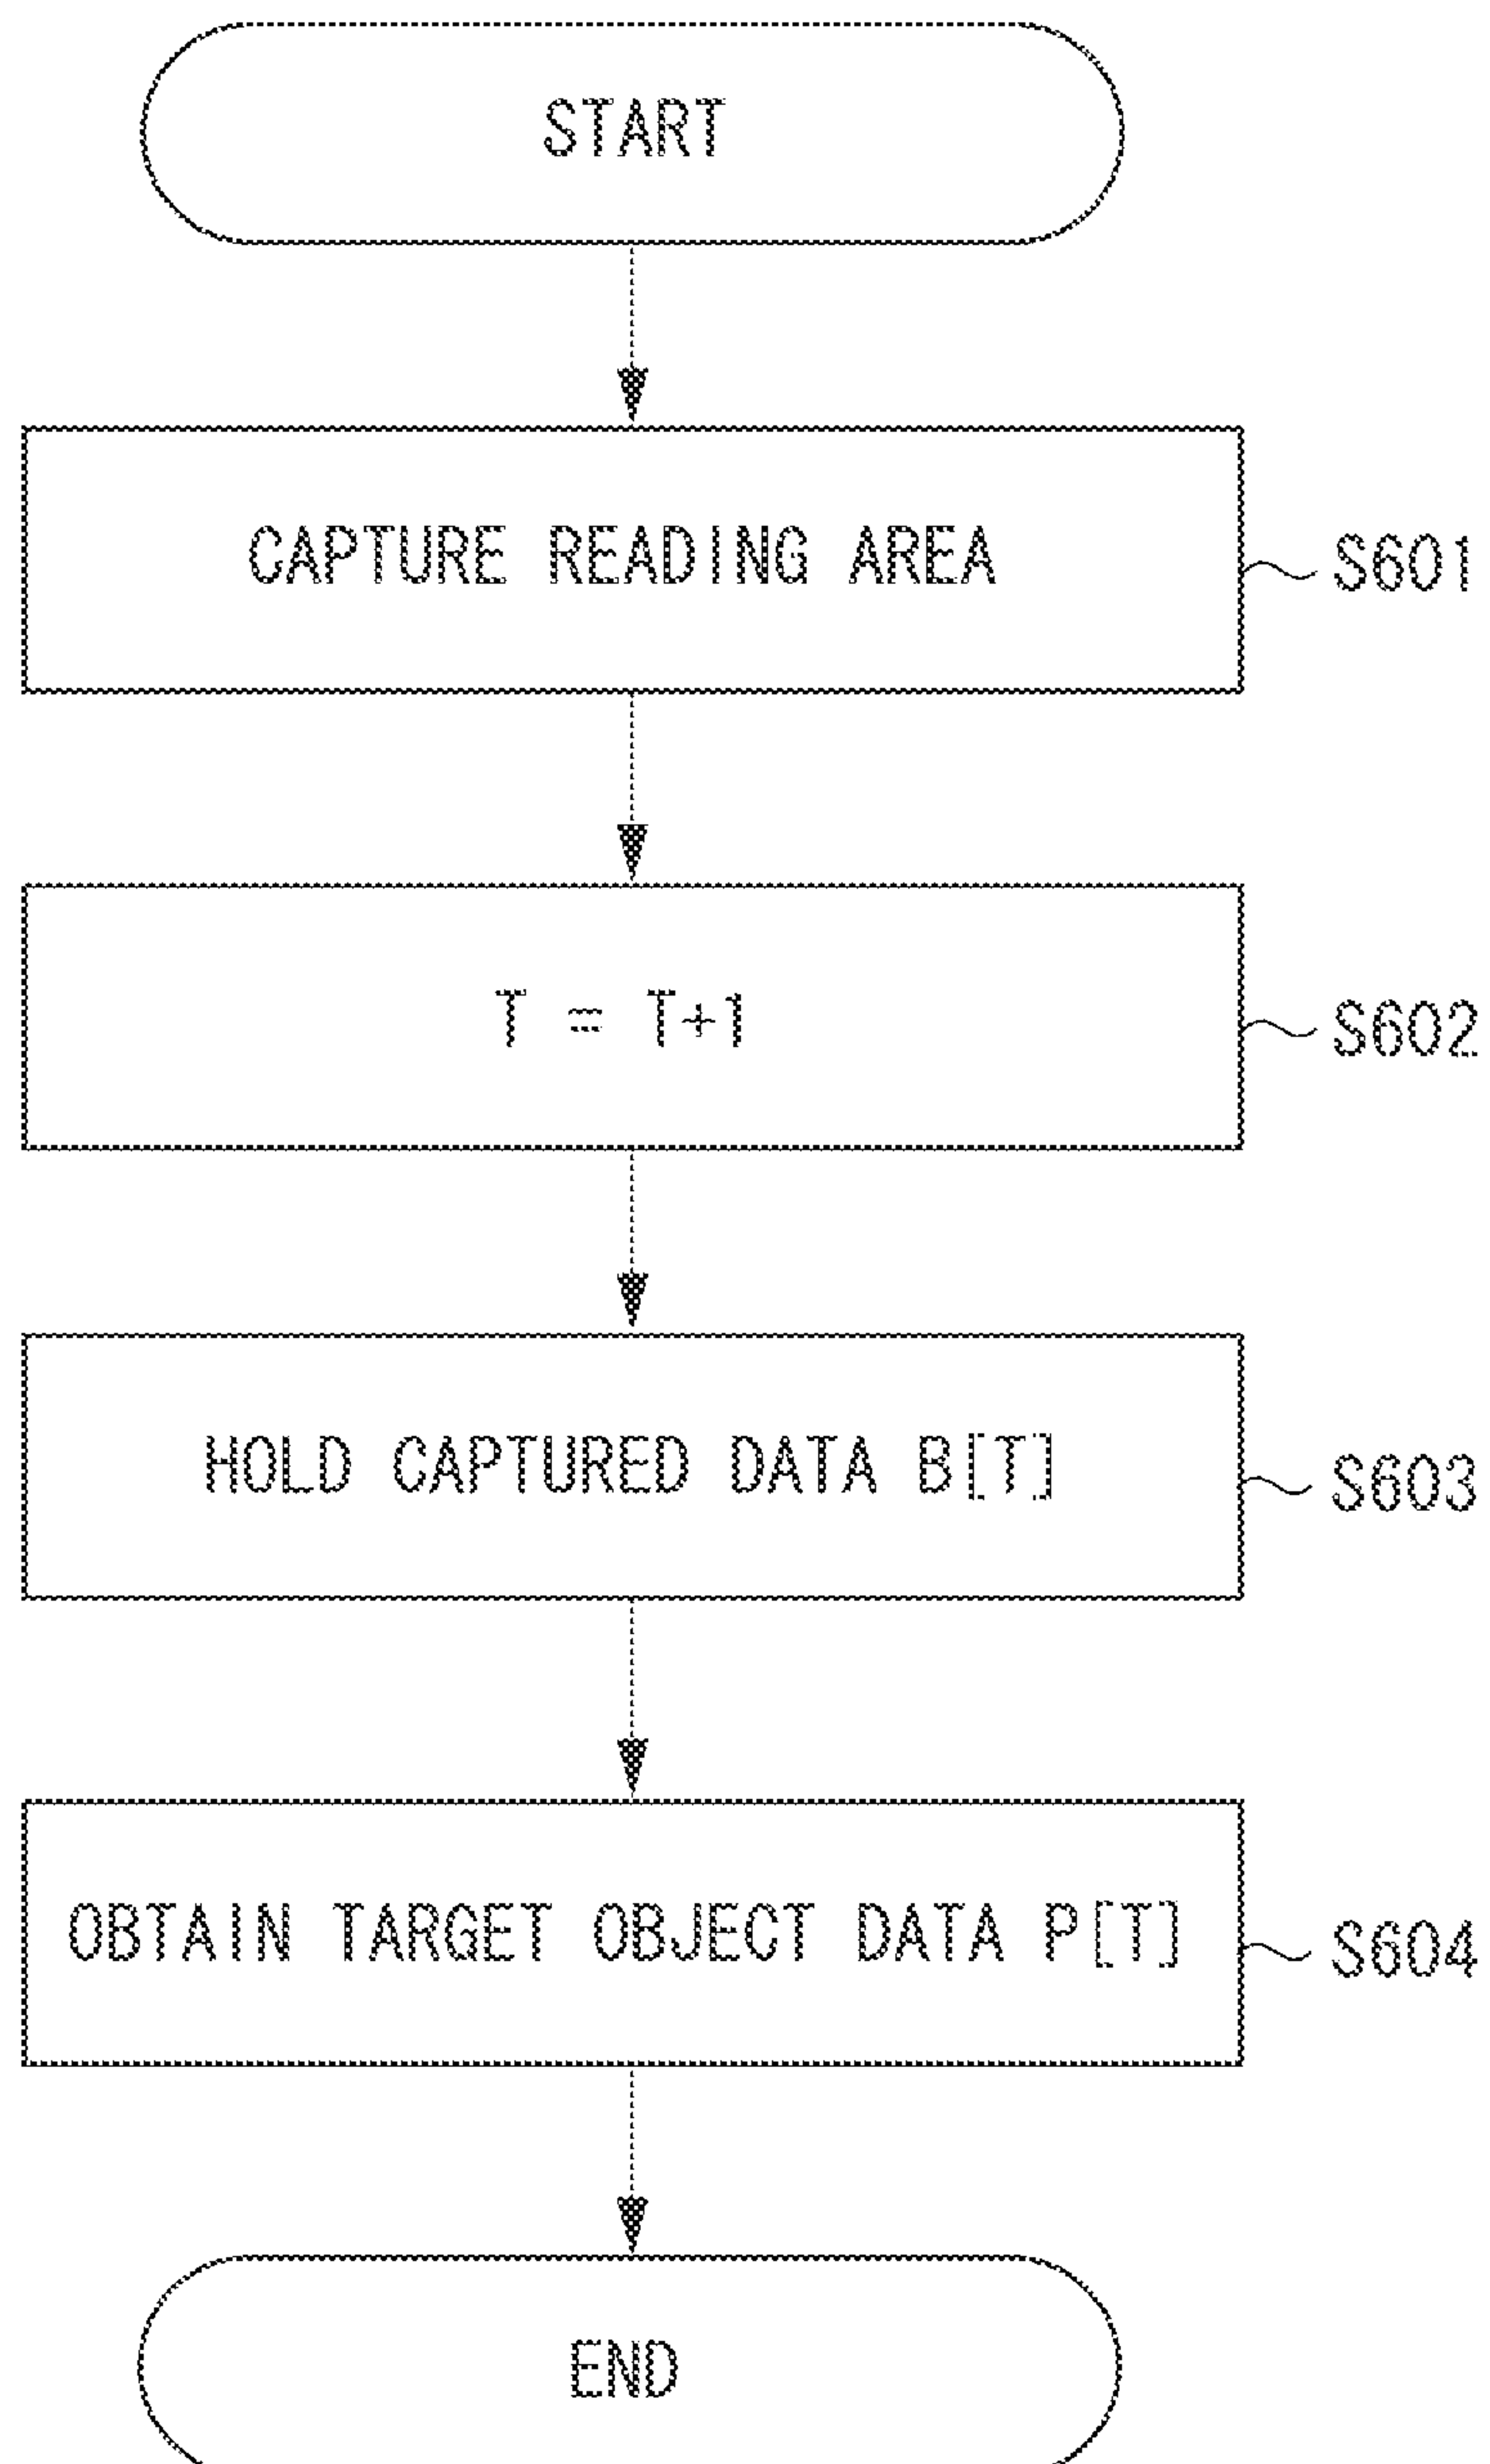 START
CAPTURE READING AREA
S601
T = T+1
S602
HOLD CAPTURED DATA B[T]
S603
OBTAIN TARGET OBJECT DATA P[T]
S604
END